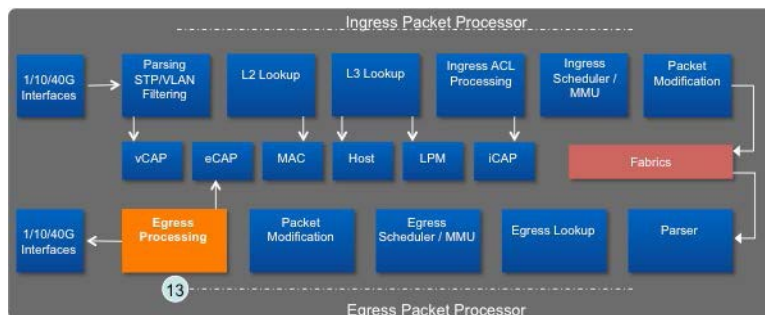 Ingress Packet Processor
1/10/40G
Interfaces
Parsing
STP/VLAN
Filtering
L2 Lookup
L3 Lookup
Ingress ACL
Processing
Ingress
Scheduler /
MMU
Packet
Modification
vCAP
eCAP
MAC
Host
LPM
iCAP
Fabrics
1/10/40G
Interfaces
Egress
Processing
Packet
Modification
Egress
Scheduler / MMU
Egress Lookup
Parser
13
Egress Packet Processor